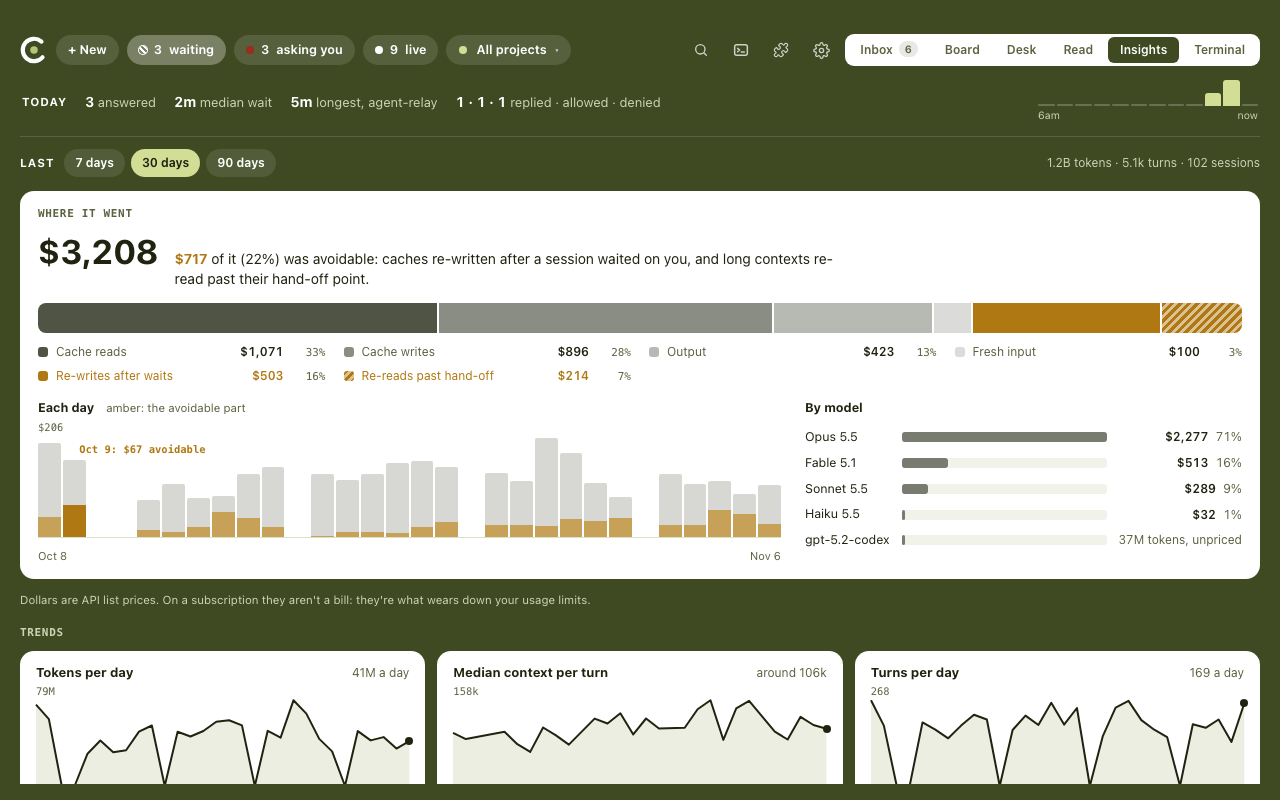 + New
3 waiting
3 asking you
9 live
All projects
Inbox 6
Board
Desk
Read
Insights
Terminal
TODAY 3 answered 2m median wait 5m longest, agent-relay 1 · 1 · 1 replied · allowed · denied
6am now
LAST 7 days 30 days 90 days
1.2B tokens · 5.1k turns · 102 sessions
WHERE IT WENT
$3,208
$717 of it (22%) was avoidable: caches re-written after a session waited on you, and long contexts re-
read past their hand-off point.
Cache reads $1,071 33% Cache writes $896 28% Output $423 13% Fresh input $100 3%
Re-writes after waits $503 16% Re-reads past hand-off $214 7%
Each day amber: the avoidable part
$206
Oct 9: $67 avoidable
Oct 8 Nov 6
By model
Opus 5.5 $2,277 71%
Fable 5.1 $513 16%
Sonnet 5.5 $289 9%
Haiku 5.5 $32 1%
gpt-5.2-codex 37M tokens, unpriced
Dollars are API list prices. On a subscription they aren't a bill: they're what wears down your usage limits.
TRENDS
Tokens per day 41M a day
79M
Median context per turn around 106k
158k
Turns per day 169 a day
268